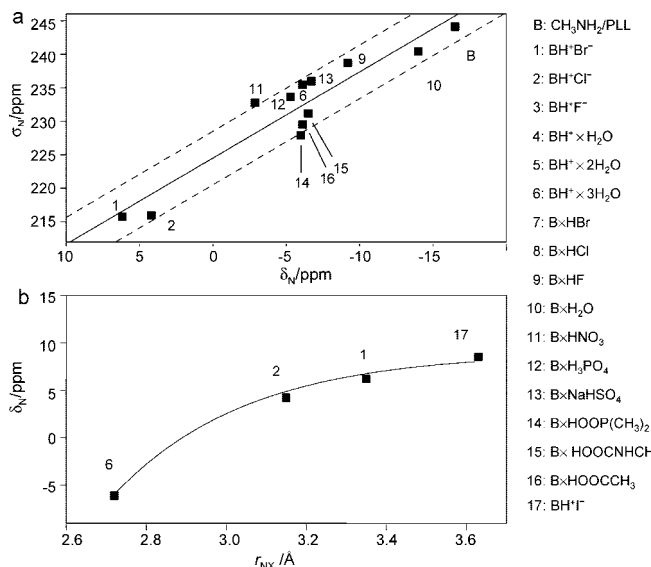 a
245
240
235
230
225
220
215
σN/ppm
11
13
9
12
6
10
B
15
16
14
1
2
10 5 0 -5 -10 -15
δN/ppm
b
15
10
5
0
-5
δN/ppm
17
1
2
6
2.6 2.8 3.0 3.2 3.4 3.6
rNX /Å
B: CH₃NH₂/PLL
1: BH⁺Br⁻
2: BH⁺Cl⁻
3: BH⁺F⁻
4: BH⁺×H₂O
5: BH⁺×2H₂O
6: BH⁺×3H₂O
7: B×HBr
8: B×HCl
9: B×HF
10: B×H₂O
11: B×HNO₃
12: B×H₃PO₄
13: B×NaHSO₄
14: B×HOOP(CH₃)₂
15: B× HOOCNHCH
16: B×HOOCCH₃
17: BH⁺I⁻